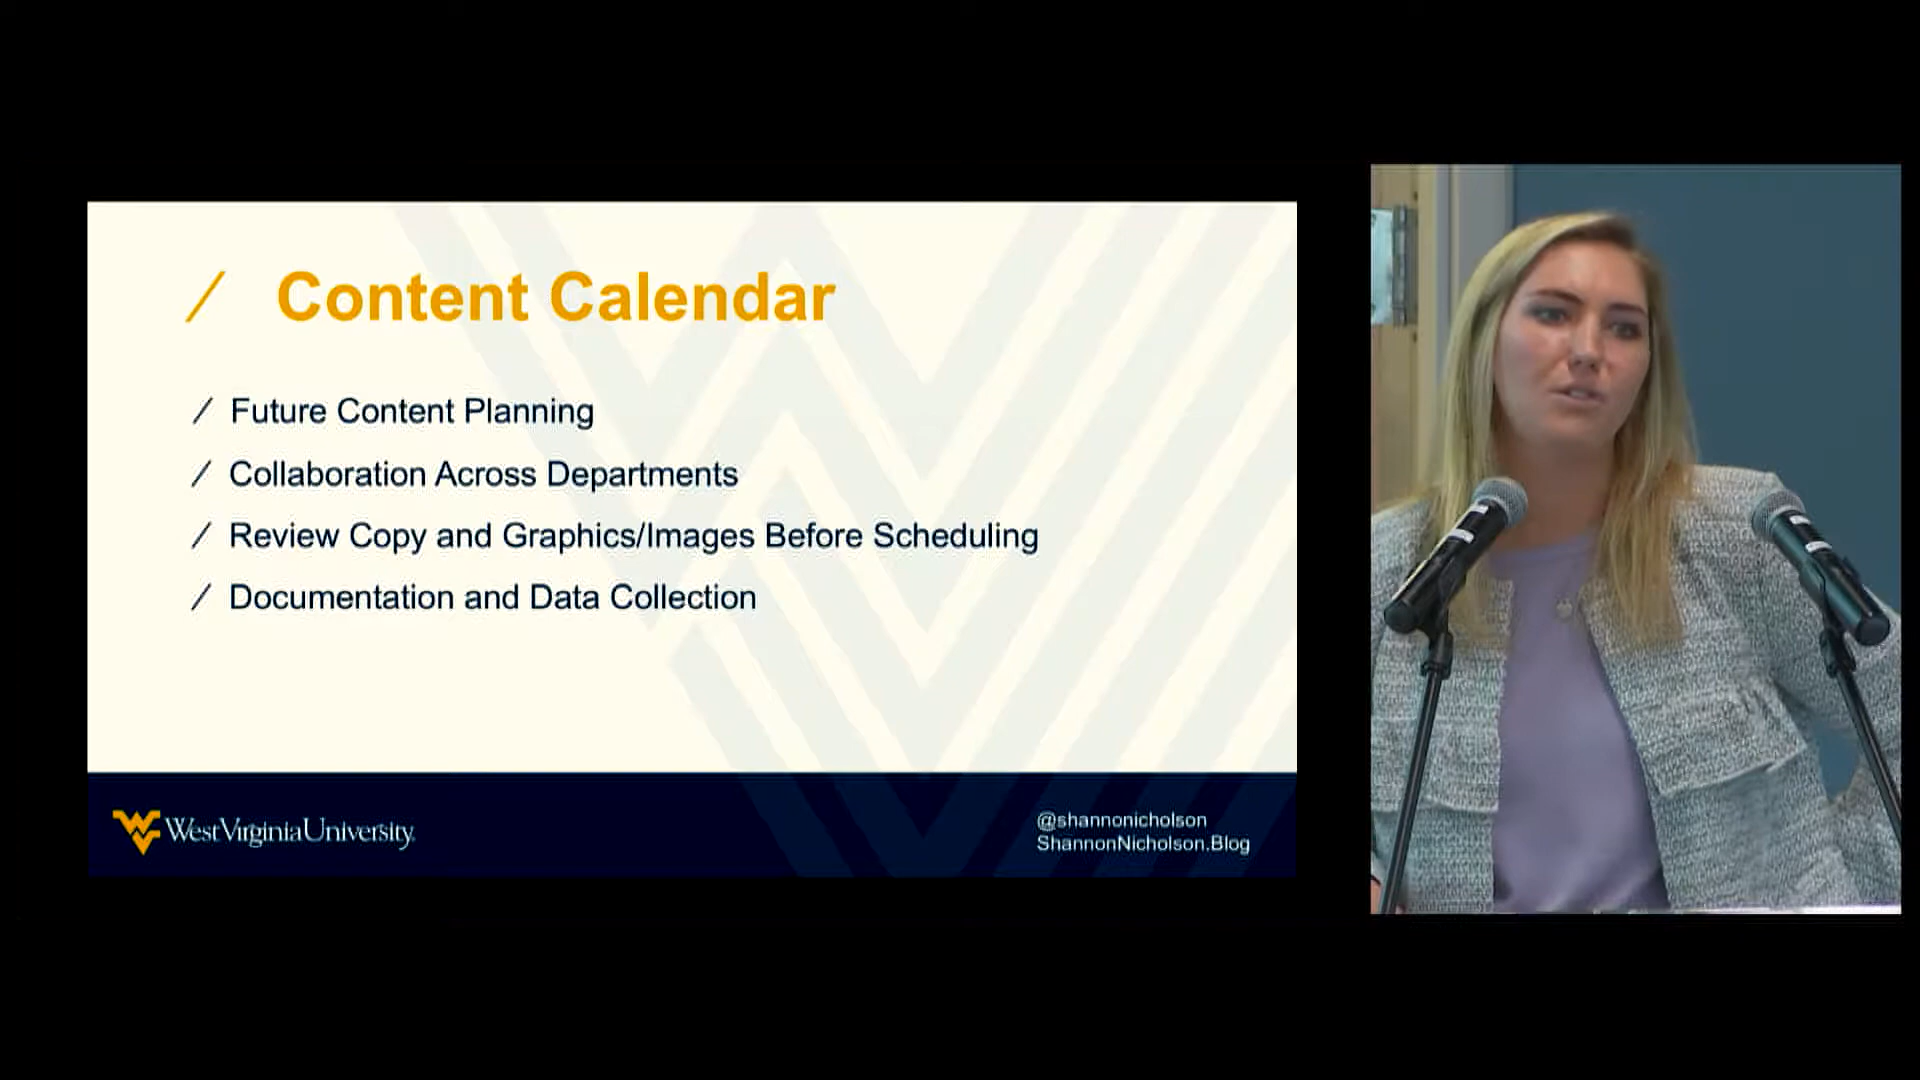 / Content Calendar
/ Future Content Planning
/ Collaboration Across Departments
/ Review Copy and Graphics/Images Before Scheduling
/ Documentation and Data Collection
WestVirginiaUniversity
@shannonicholson
ShannonNicholson.Blog